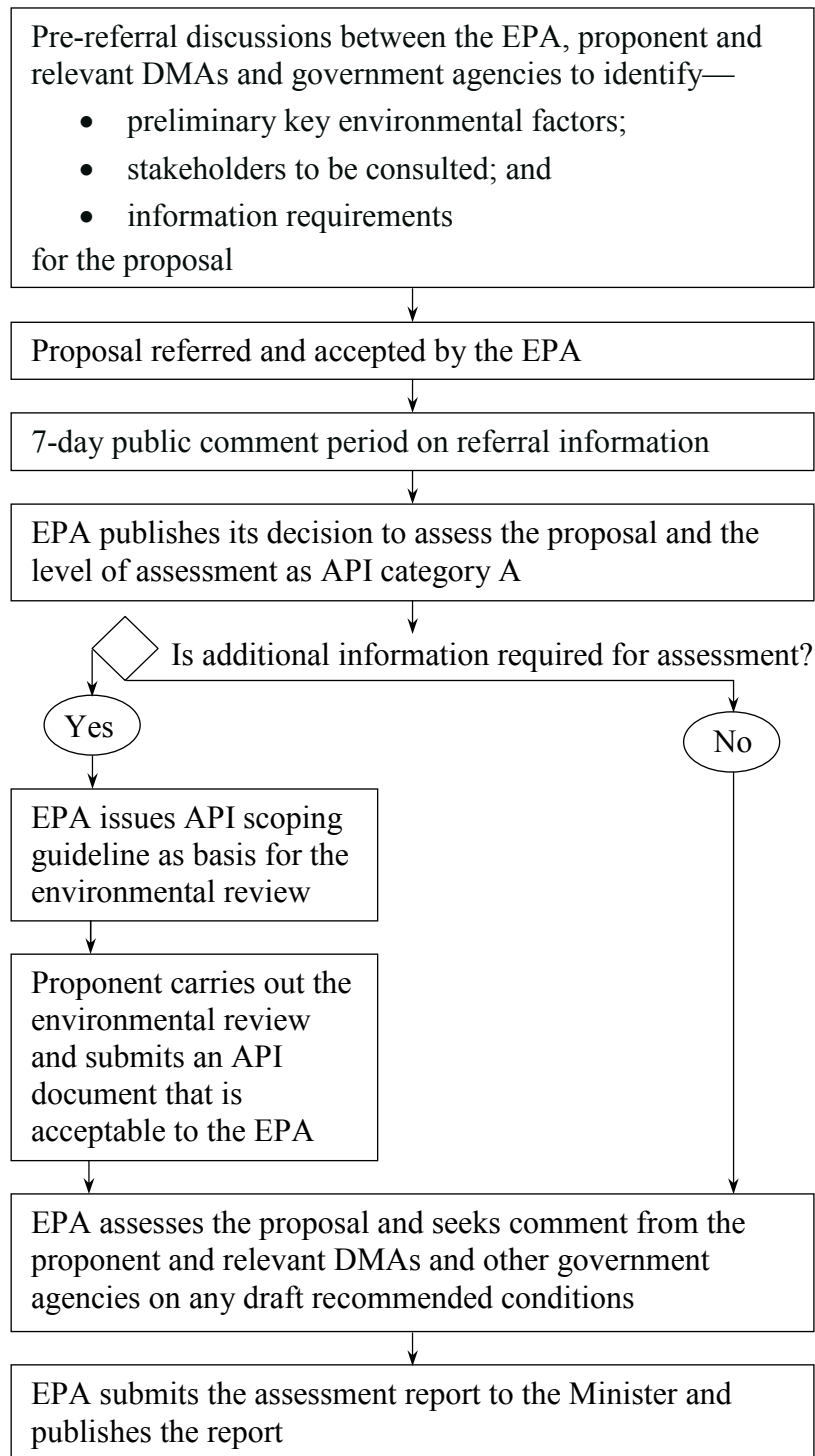 Pre-referral discussions between the EPA, proponent and
relevant DMAs and government agencies to identify—
• preliminary key environmental factors;
• stakeholders to be consulted; and
• information requirements
for the proposal
Proposal referred and accepted by the EPA
7-day public comment period on referral information
EPA publishes its decision to assess the proposal and the
level of assessment as API category A
Is additional information required for assessment?
Yes
No
EPA issues API scoping
guideline as basis for the
environmental review
Proponent carries out the
environmental review
and submits an API
document that is
acceptable to the EPA
EPA assesses the proposal and seeks comment from the
proponent and relevant DMAs and other government
agencies on any draft recommended conditions
EPA submits the assessment report to the Minister and
publishes the report